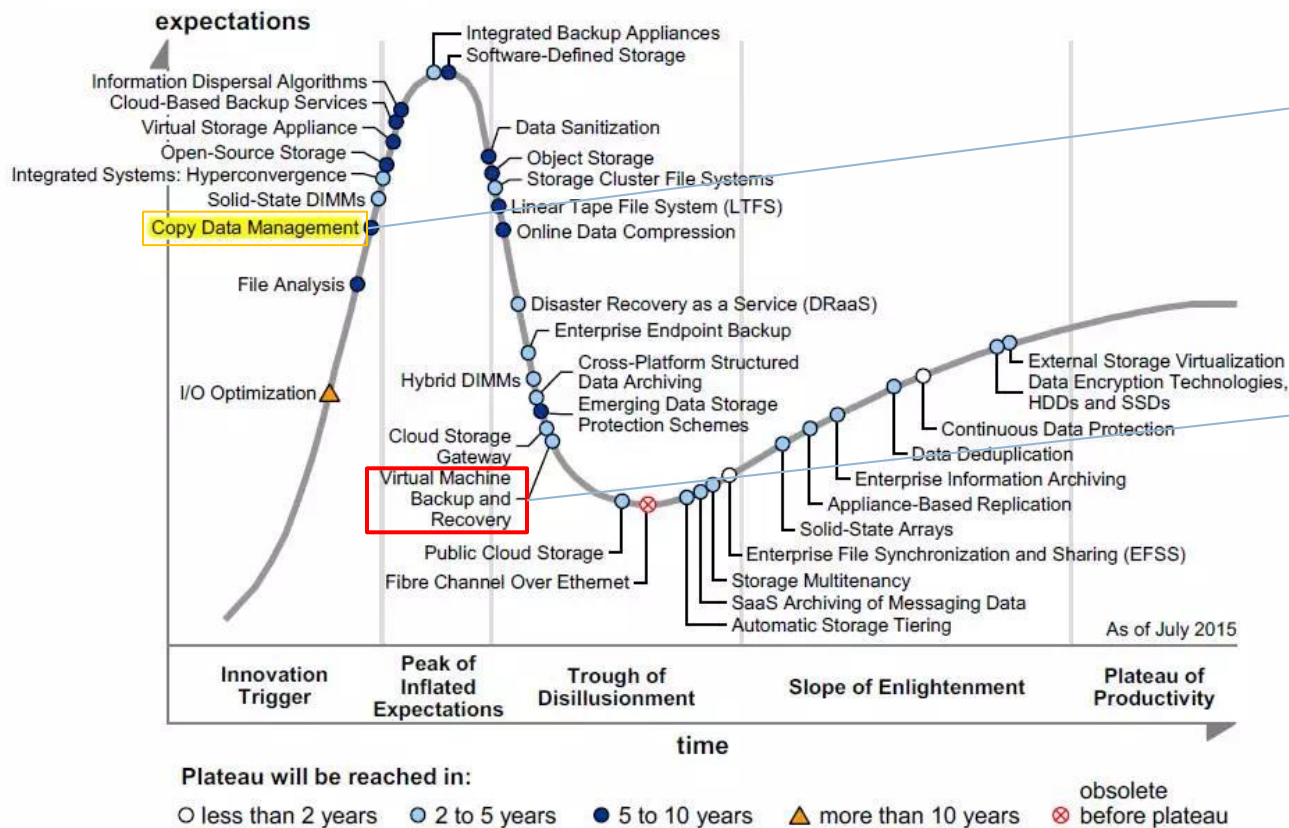 expectations
Integrated Backup Appliances
Software-Defined Storage
Information Dispersal Algorithms
Cloud-Based Backup Services
Virtual Storage Appliance
Open-Source Storage
Integrated Systems: Hyperconvergence
Solid-State DIMMs
Copy Data Management
File Analysis
I/O Optimization
Data Sanitization
Object Storage
Storage Cluster File Systems
Linear Tape File System (LTFS)
Online Data Compression
Disaster Recovery as a Service (DRaaS)
Enterprise Endpoint Backup
Hybrid DIMMs
Cross-Platform Structured
Data Archiving
Emerging Data Storage
Protection Schemes
Cloud Storage
Gateway
Virtual Machine
Backup and
Recovery
Public Cloud Storage
Fibre Channel Over Ethernet
External Storage Virtualization
Data Encryption Technologies,
HDDs and SSDs
Continuous Data Protection
Data Deduplication
Enterprise Information Archiving
Appliance-Based Replication
Solid-State Arrays
Enterprise File Synchronization and Sharing (EFSS)
Storage Multitenancy
SaaS Archiving of Messaging Data
Automatic Storage Tiering
As of July 2015
Innovation
Trigger
Peak of
Inflated
Expectations
Trough of
Disillusionment
Slope of Enlightenment
Plateau of
Productivity
time
Plateau will be reached in:
less than 2 years
2 to 5 years
5 to 10 years
more than 10 years
obsolete
before plateau